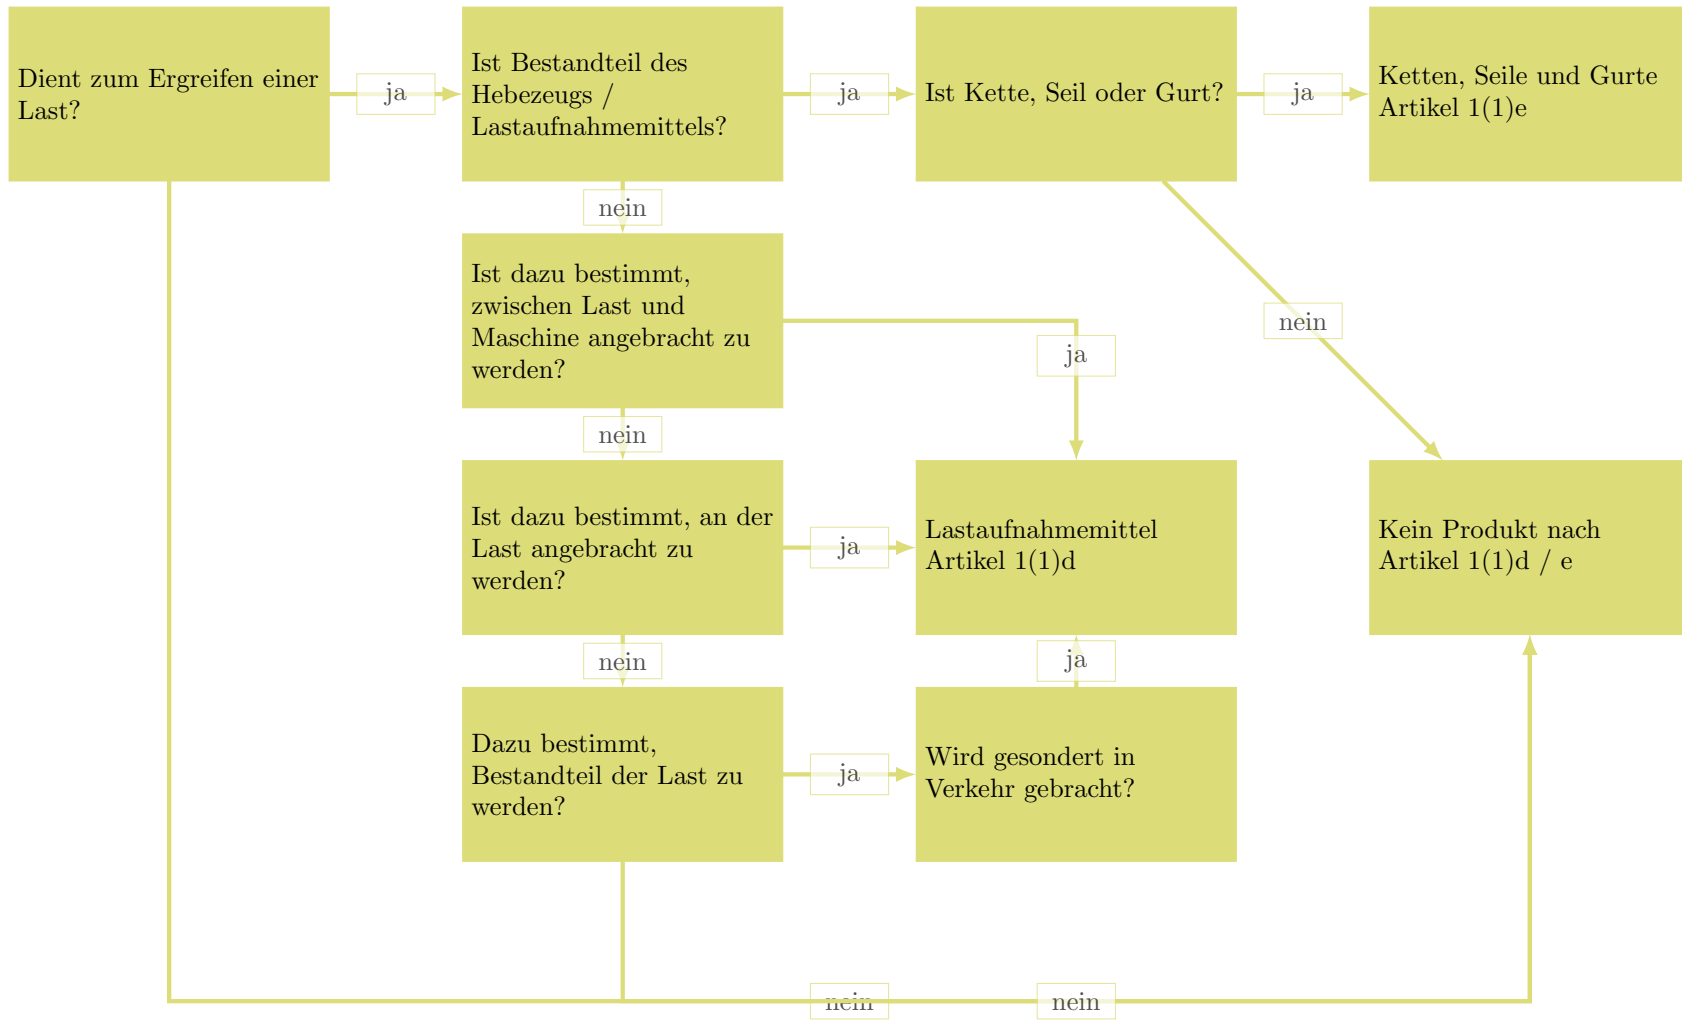 Dient zum Ergreifen einer
Last?
ja
Ist Bestandteil des
Hebezeugs /
Lastaufnahmemittels?
ja
Ist Kette, Seil oder Gurt?
ja
Ketten, Seile und Gurte
Artikel 1(1)e
nein
Ist dazu bestimmt,
zwischen Last und
Maschine angebracht zu
werden?
ja
nein
nein
Ist dazu bestimmt, an der
Last angebracht zu
werden?
ja
Lastaufnahmemittel
Artikel 1(1)d
Kein Produkt nach
Artikel 1(1)d / e
nein
ja
Dazu bestimmt,
Bestandteil der Last zu
werden?
ja
Wird gesondert in
Verkehr gebracht?
nein
nein